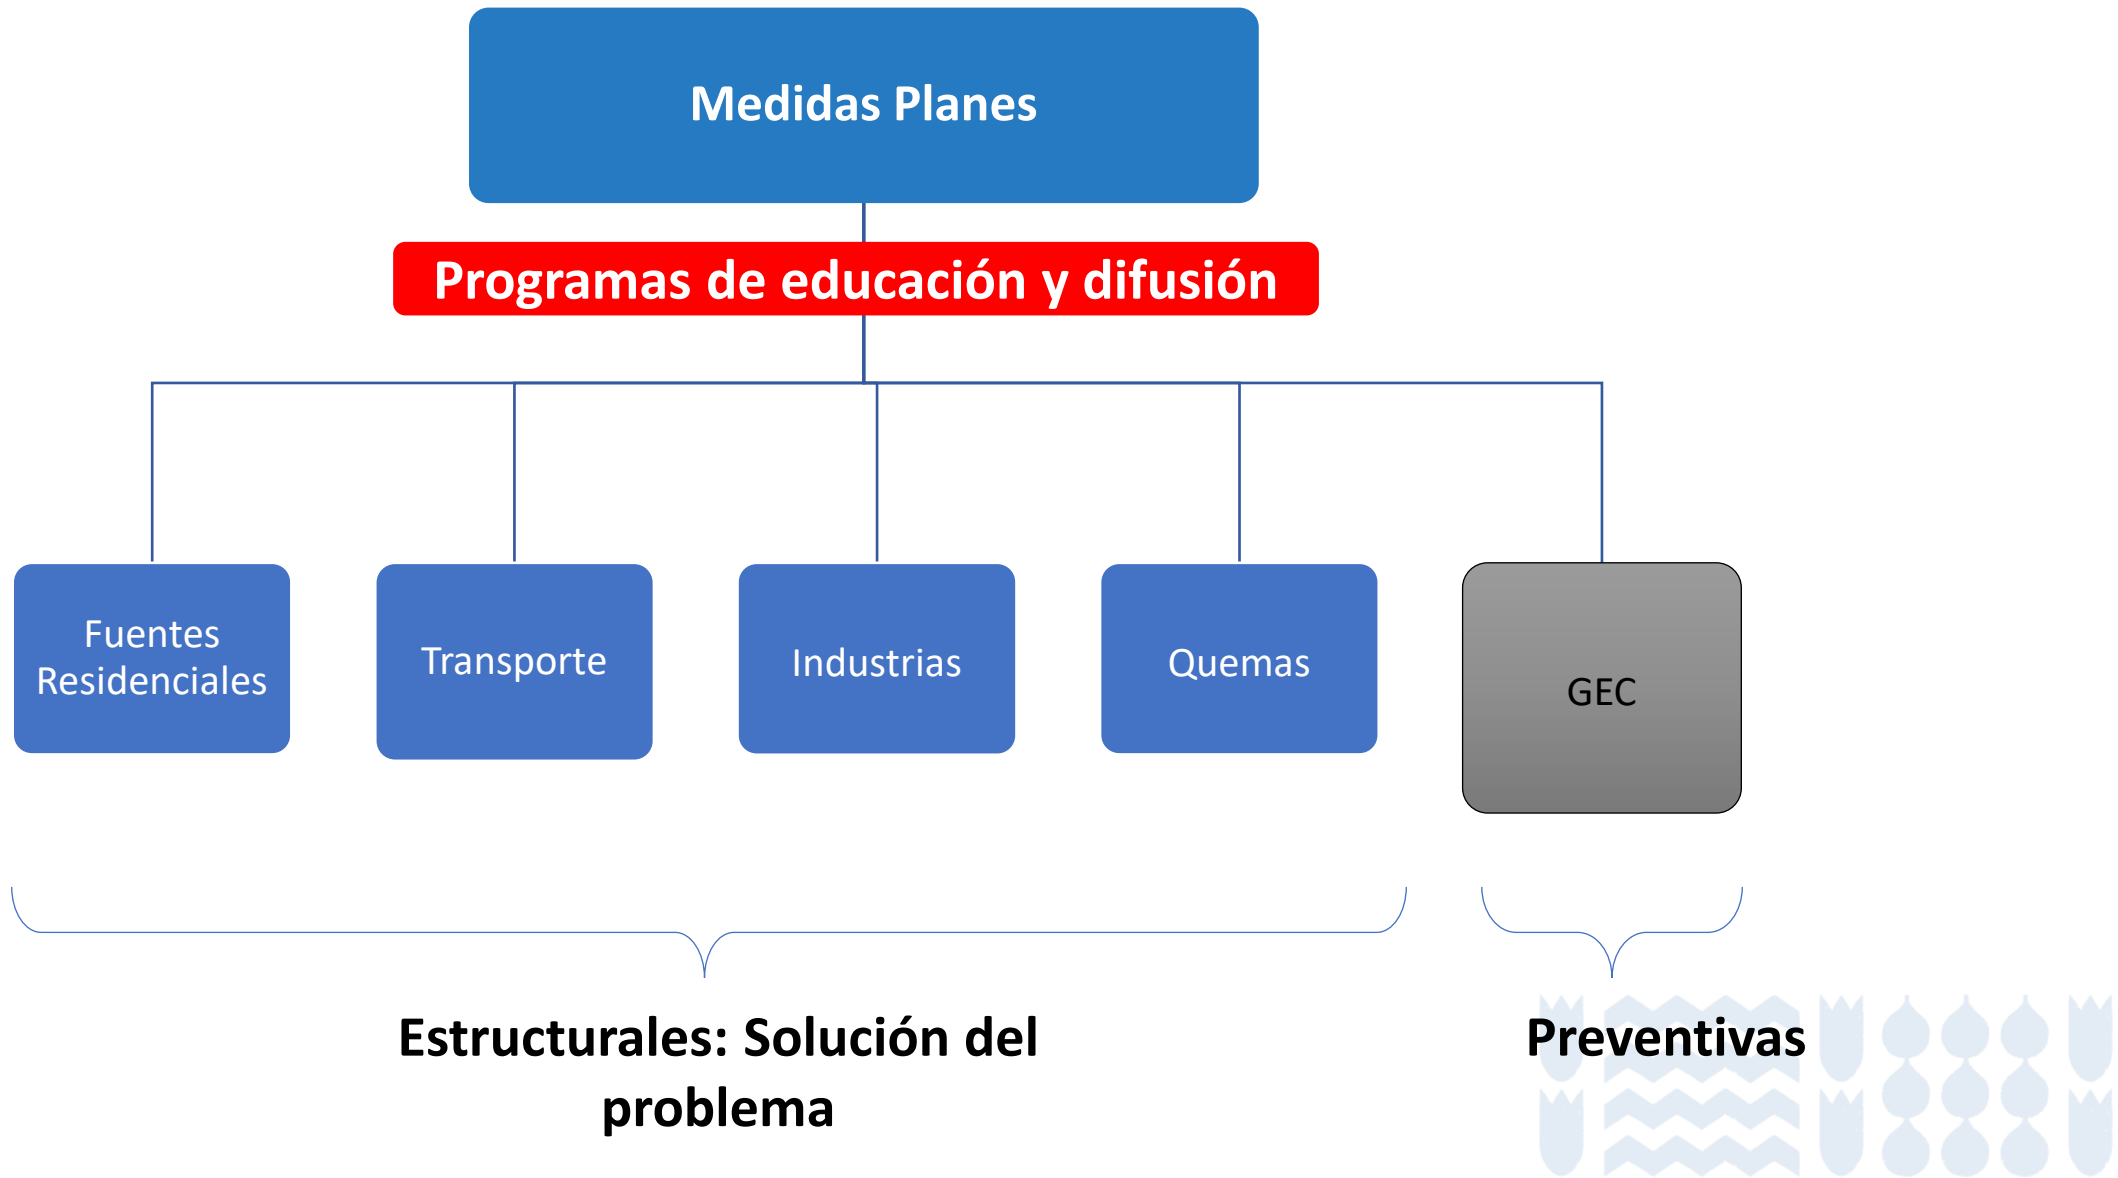 Medidas Planes
Programas de educación y difusión
Fuentes
Residenciales
Transporte
Industrias
Quemas
GEC
Estructurales: Solución del
problema
Preventivas